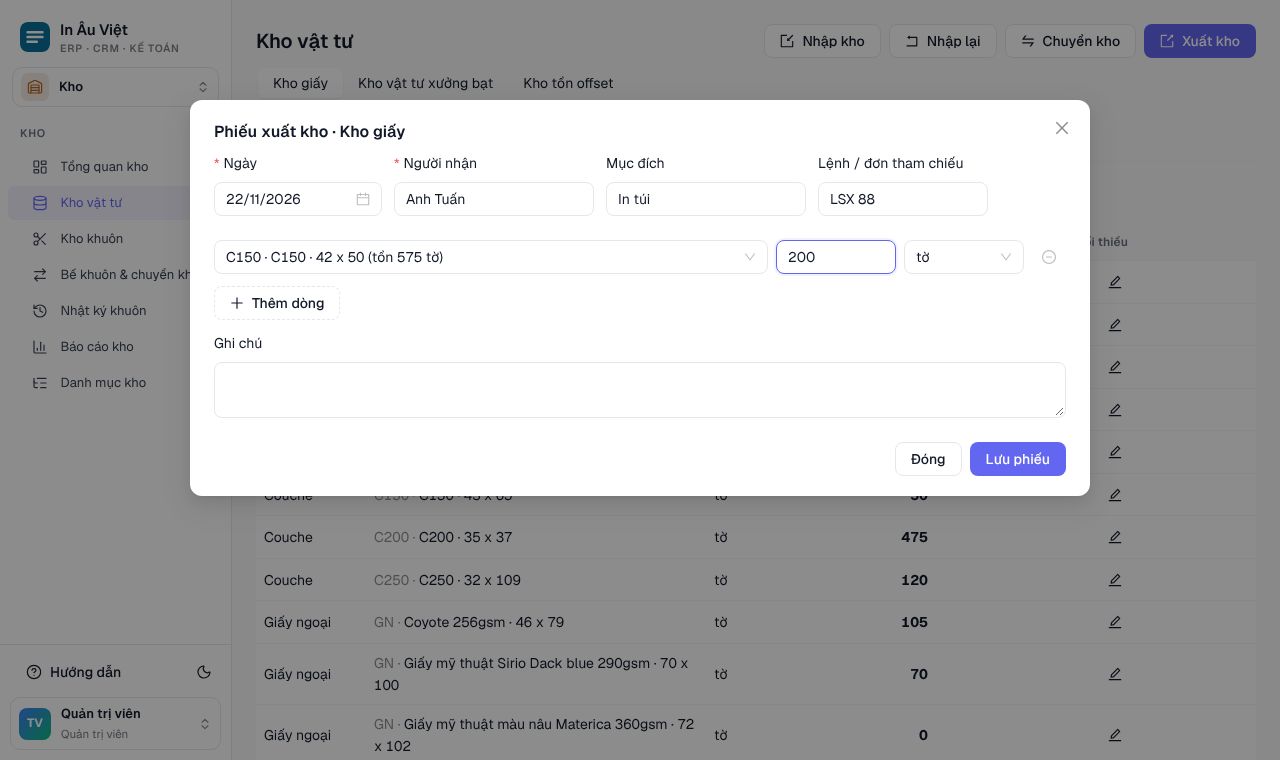 In Âu Việt
ERP · CRM · KẾ TOÁN
Kho
KHO
Tổng quan kho
Kho vật tư
Kho khuôn
Bế khuôn & chuyển kh
Nhật ký khuôn
Báo cáo kho
Danh mục kho
Hướng dẫn
TV
Quản trị viên
Quản trị viên
Kho vật tư
Nhập kho
Nhập lại
Chuyển kho
Xuất kho
Kho giấy
Kho vật tư xưởng bạt
Kho tồn offset
Phiếu xuất kho · Kho giấy
* Ngày
* Người nhận
Mục đích
Lệnh / đơn tham chiếu
22/11/2026
Anh Tuấn
In túi
LSX 88
C150 · C150 · 42 x 50 (tồn 575 tờ)
200
tờ
Thêm dòng
Ghi chú
Đóng
Lưu phiếu
thiểu
Couche
Couche C200 · C200 · 35 x 37 tờ 475
Couche C250 · C250 · 32 x 109 tờ 120
Giấy ngoại GN · Coyote 256gsm · 46 x 79 tờ 105
Giấy ngoại GN · Giấy mỹ thuật Sirio Dack blue 290gsm · 70 x tờ 70
100
Giấy ngoại GN · Giấy mỹ thuật màu nâu Materica 360gsm · 72 tờ 0
x 102